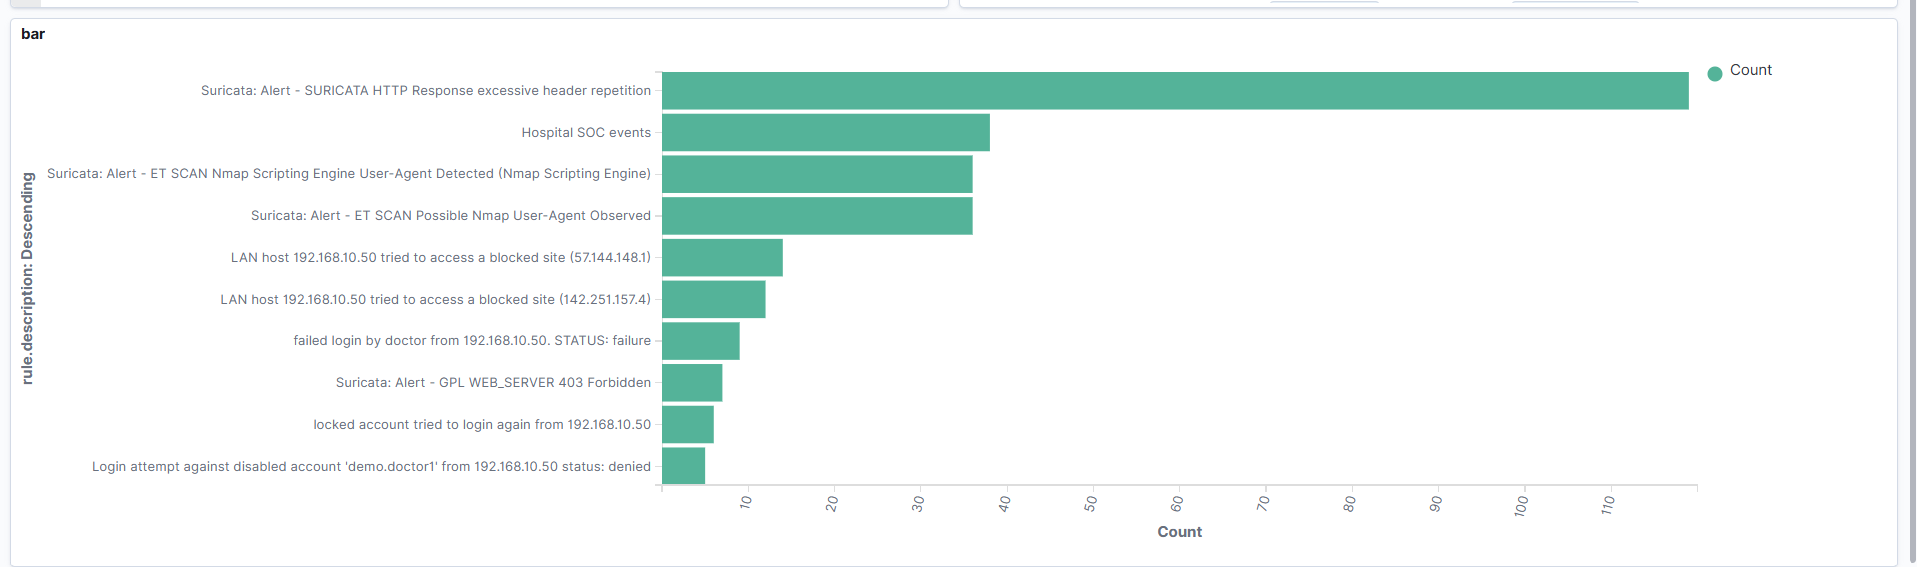 bar
Count
Suricata: Alert - SURICATA HTTP Response excessive header repetition
Hospital SOC events
Suricata: Alert - ET SCAN Nmap Scripting Engine User-Agent Detected (Nmap Scripting Engine)
Suricata: Alert - ET SCAN Possible Nmap User-Agent Observed
LAN host 192.168.10.50 tried to access a blocked site (57.144.148.1)
LAN host 192.168.10.50 tried to access a blocked site (142.251.157.4)
failed login by doctor from 192.168.10.50. STATUS: failure
Suricata: Alert - GPL WEB_SERVER 403 Forbidden
locked account tried to login again from 192.168.10.50
Login attempt against disabled account 'demo.doctor1' from 192.168.10.50 status: denied
rule.description: Descending
10 20 30 40 50 60 70 80 90 100 110
Count